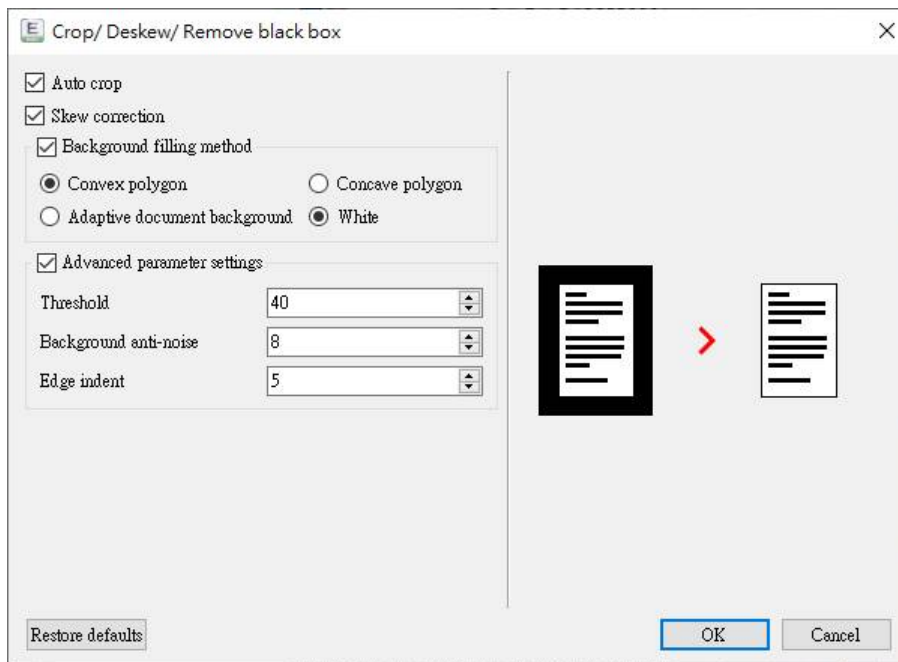 E Crop/ Deskew/ Remove black box
Auto crop
Skew correction
Background filling method
Convex polygon Concave polygon
Adaptive document background White
Advanced parameter settings
Threshold 40
Background anti-noise 8
Edge indent 5
Restore defaults OK Cancel